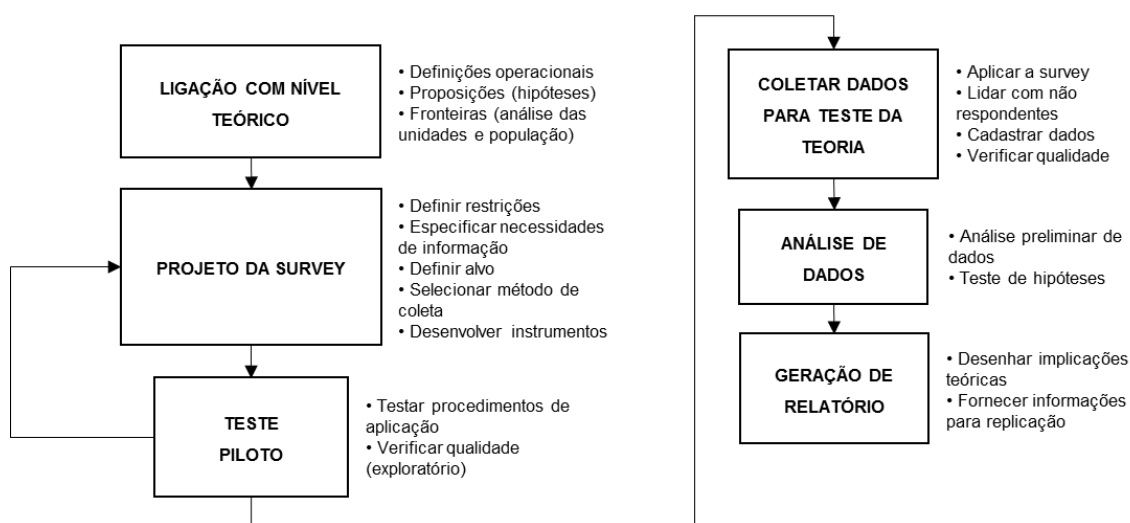 LIGAÇÃO COM NÍVEL
TEÓRICO
• Definições operacionais
• Proposições (hipóteses)
• Fronteiras (análise das
unidades e população)
PROJETO DA SURVEY
• Definir restrições
• Especificar necessidades
de informação
• Definir alvo
• Selecionar método de
coleta
• Desenvolver instrumentos
TESTE
PILOTO
• Testar procedimentos de
aplicação
• Verificar qualidade
(exploratório)
COLETAR DADOS
PARA TESTE DA
TEORIA
• Aplicar a survey
• Lidar com não
respondentes
• Cadastrar dados
• Verificar qualidade
ANÁLISE DE
DADOS
• Análise preliminar de
dados
• Teste de hipóteses
GERAÇÃO DE
RELATÓRIO
• Desenhar implicações
teóricas
• Fornecer informações
para replicação